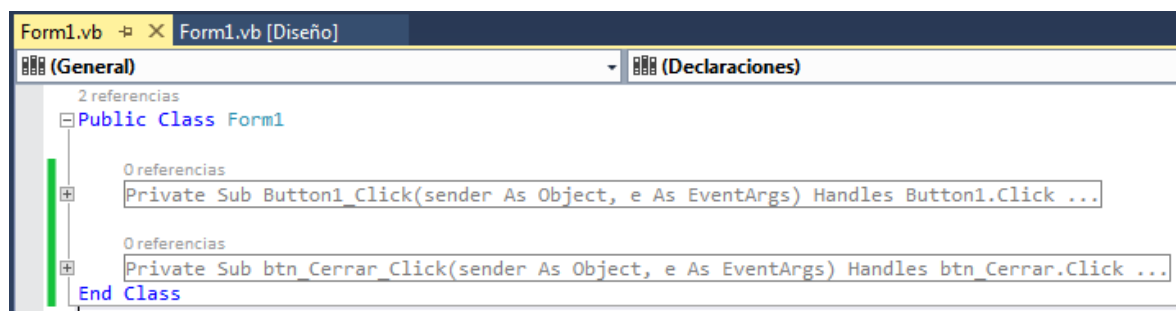 Form1.vb Form1.vb [Diseño]
(General) (Declaraciones)
2 referencias
Public Class Form1
0 referencias
Private Sub Button1_Click(sender As Object, e As EventArgs) Handles Button1.Click ...
0 referencias
Private Sub btn_Cerrar_Click(sender As Object, e As EventArgs) Handles btn_Cerrar.Click ...
End Class